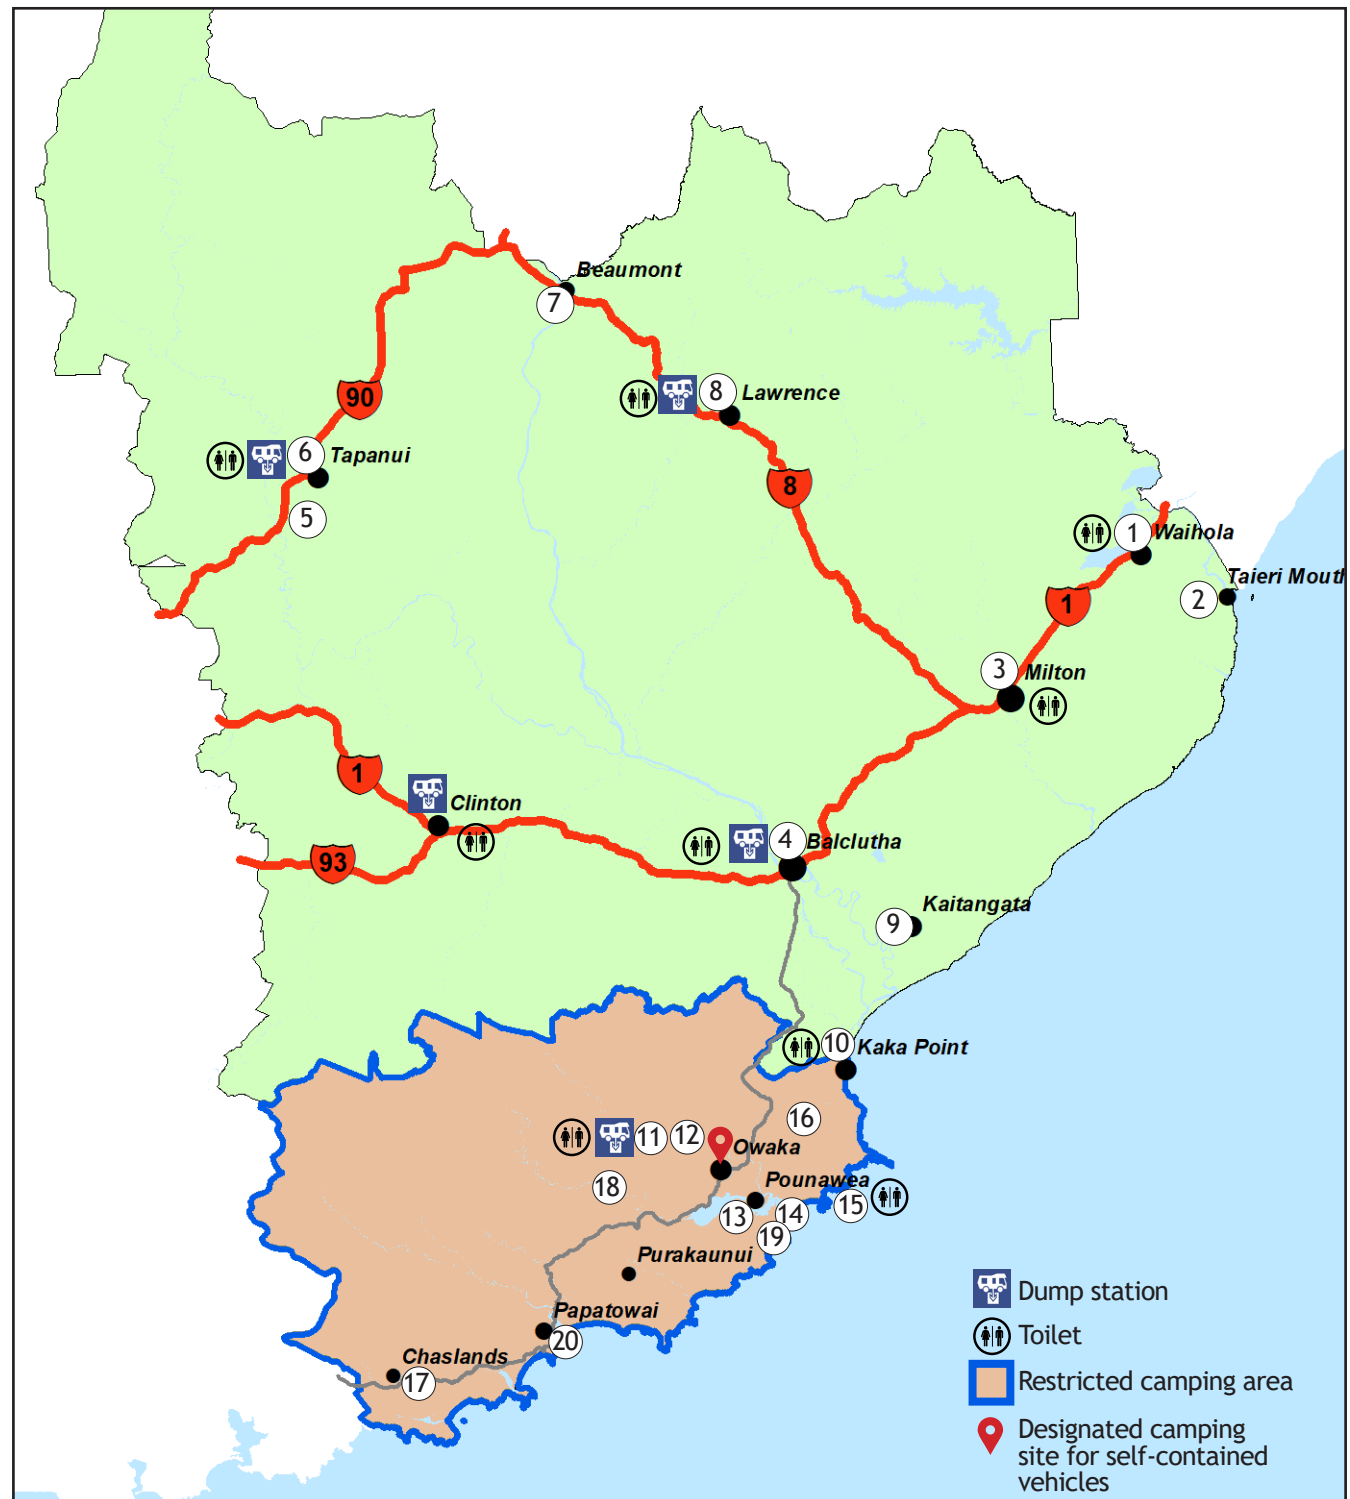 Beaumont
7
8
Lawrence
90
6
Tapanui
8
5
1
Waihola
Taieri Mouth
2
1
3
Milton
1
Clinton
4
Balclutha
93
Kaitangata
9
10
Kaka Point
16
11
12
Owaka
18
Pounawea
13
14
15
19
Purakaunui
Papatowai
20
Chaslands
17
Dump station
Toilet
Restricted camping area
Designated camping
site for self-contained
vehicles